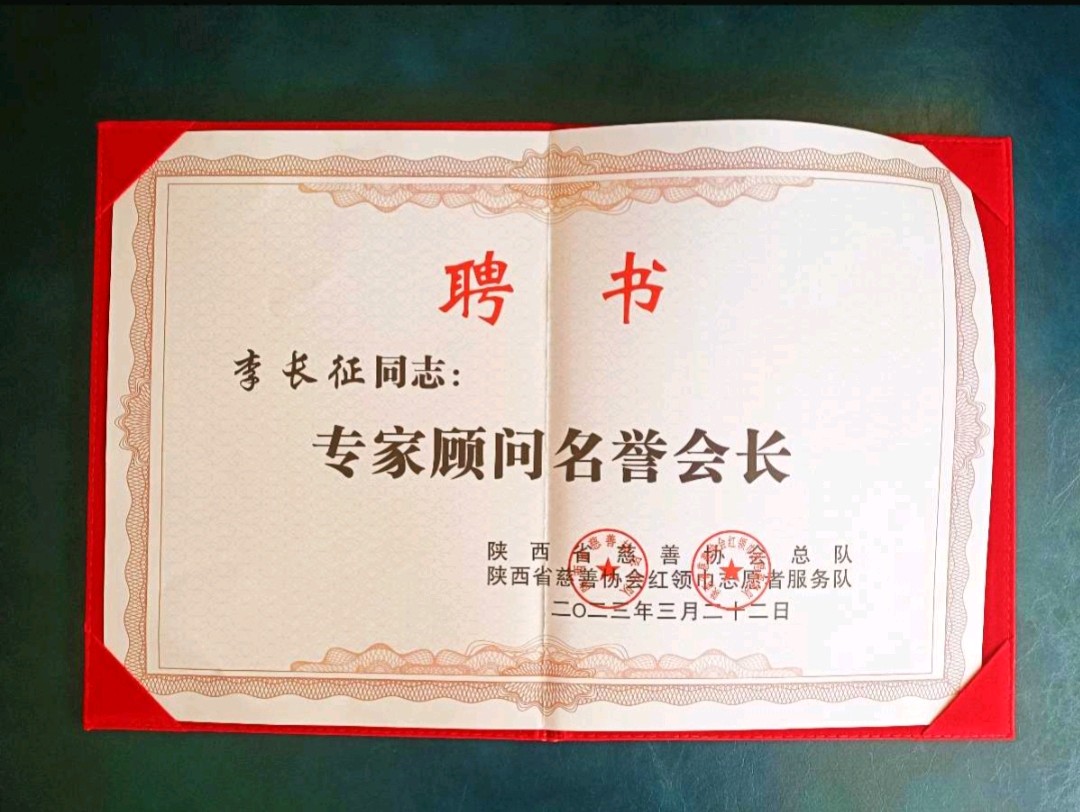 聘 书
李长征同志：
专家顾问名誉会长
陕西省慈善协会总队
陕西省慈善协会红领巾志愿者服务队
二〇二三年三月二十二日